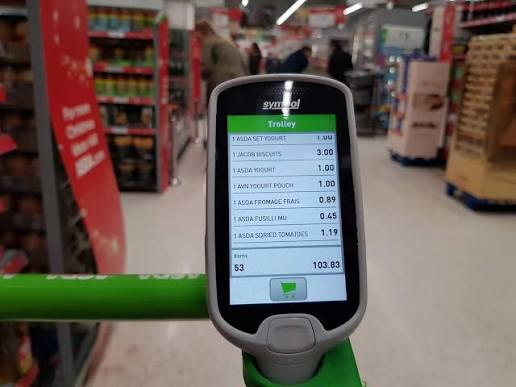 symbol
Trolley
1 ASDA SET YOGURT 1.00
1 JACOB BISCUITS 3.00
1 ASDA YOGURT 1.00
1 AVN YOGURT POUCH 1.00
1 ASDA FROMAGE FRAIS 0.89
1 ASDA FUSILLI MU 0.45
1 ASDA SDRIED TOMATOES 1.19
Items
53 103.83
ASDA